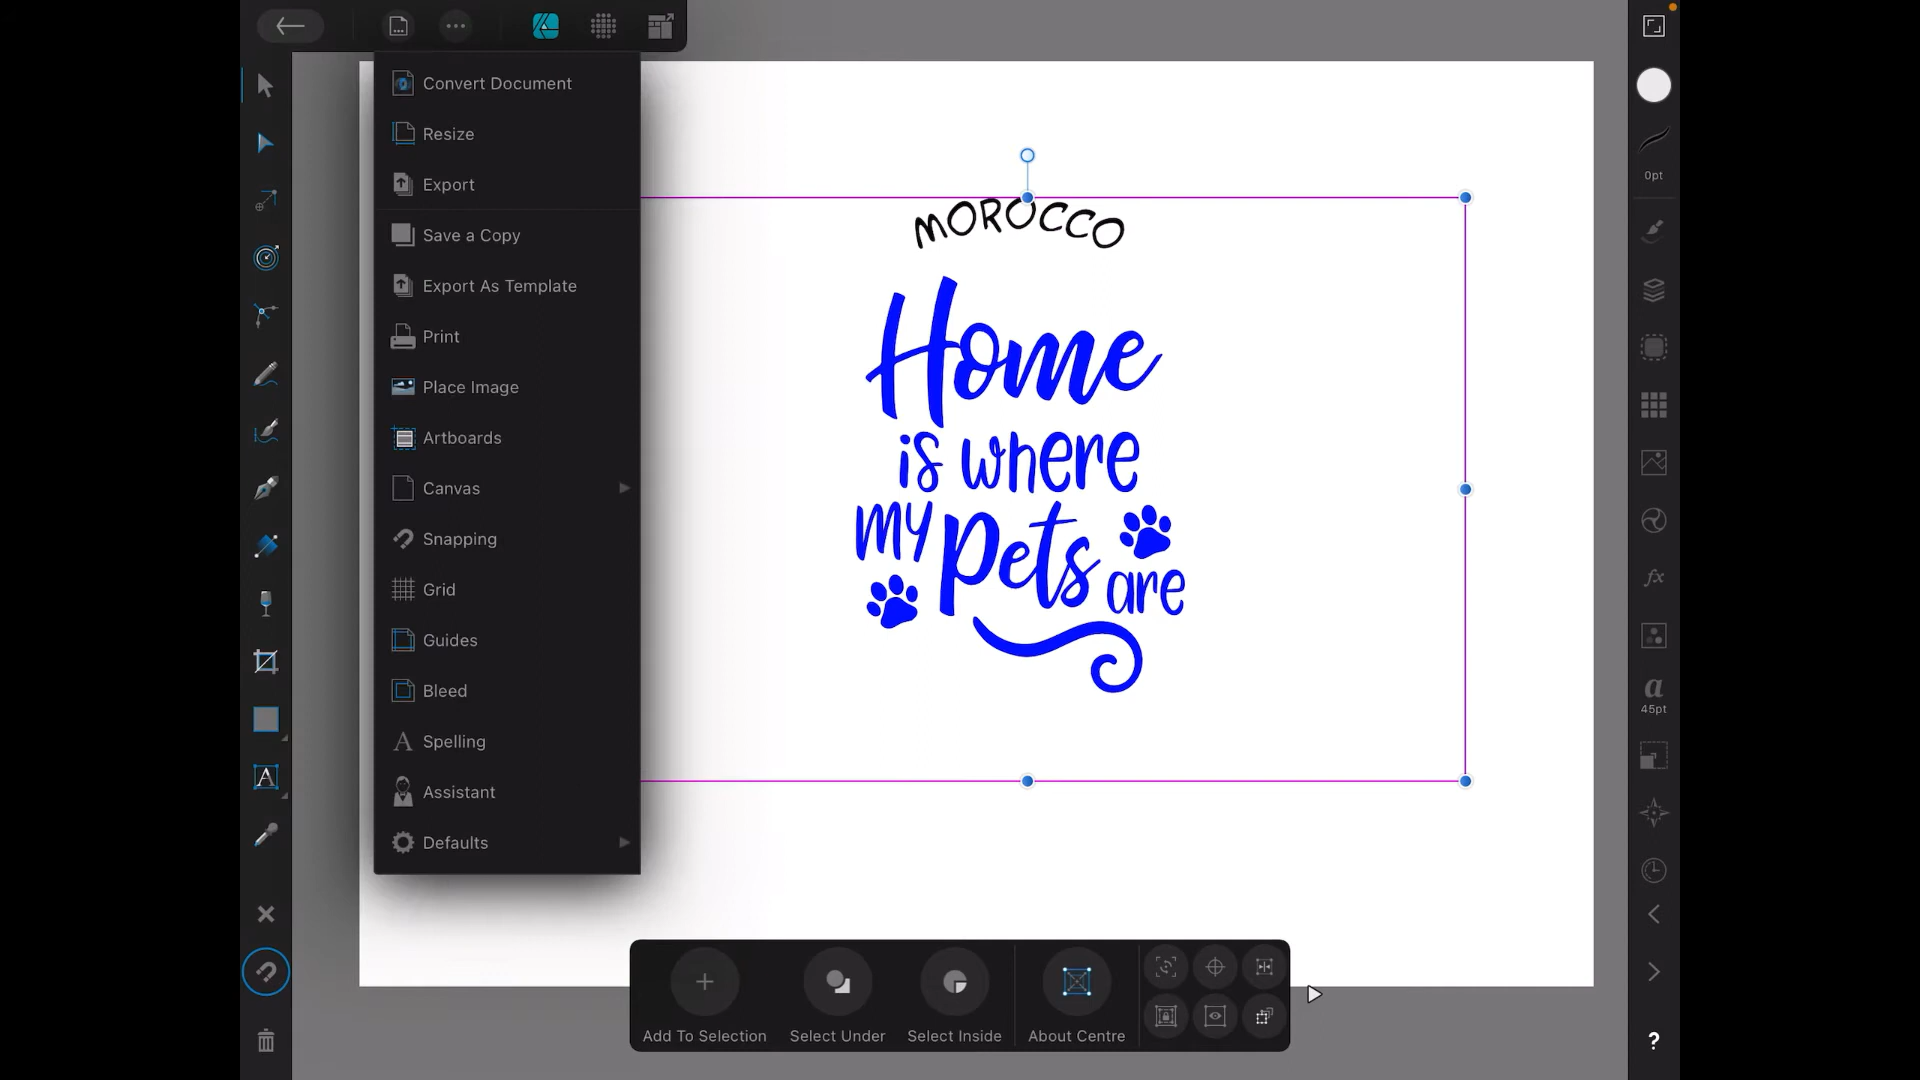 Convert Document
Resize
Export
Save a Copy
Export As Template
Print
Place Image
Artboards
Canvas
Snapping
Grid
Guides
Bleed
Spelling
Assistant
Defaults
MOROCCO
Home
is where
my Pets
are
0pt
fx
a
45pt
A
Add To Selection
Select Under
Select Inside
About Centre
?